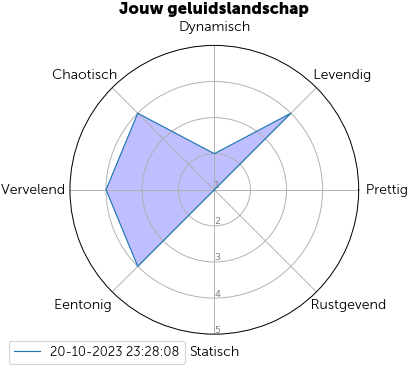 Jouw geluidslandschap
Dynamisch
Chaotisch
Levendig
Vervelend
Prettig
1
2
3
4
5
Eentonig
Rustgevend
20-10-2023 23:28:08
Statisch